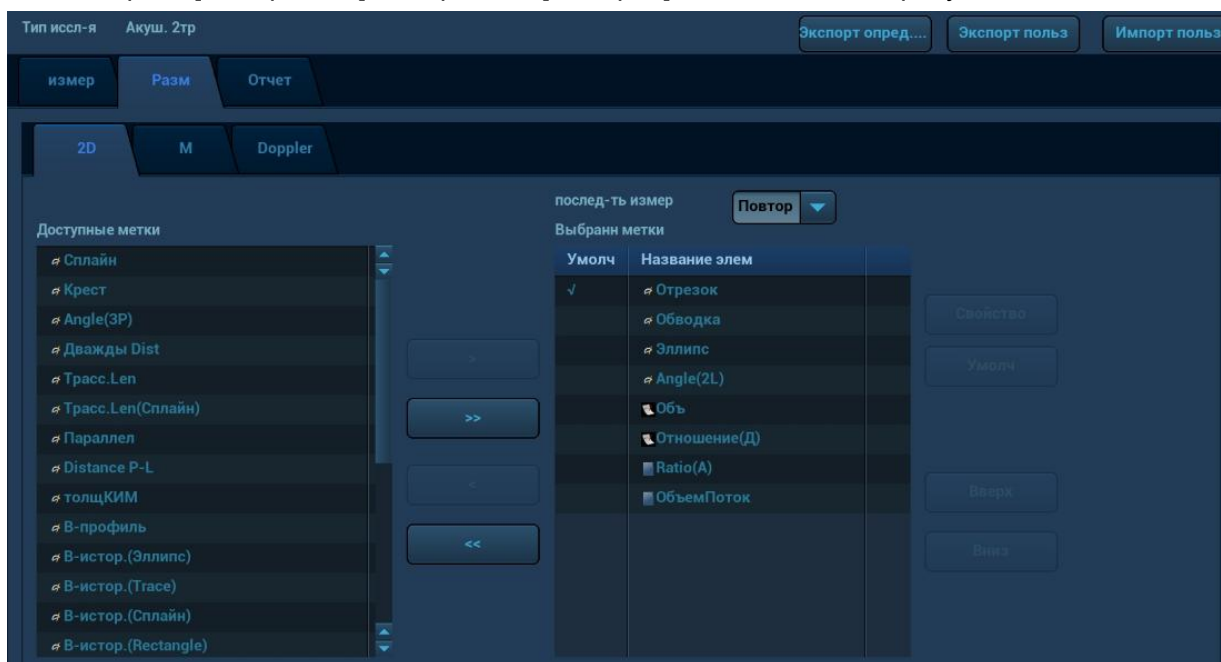 Тип иссл-я Акуш. 2тр
Экспорт опред.... Экспорт польз Импорт польз
измер Разм Отчет
2D M Doppler
послед-ть измер Повтор
Доступные метки
Выбранн метки
Сплайн
Крест
Angle(3P)
Дважды Dist
Трасс.Len
Трасс.Len(Сплайн)
Параллел
Distance P-L
толщКИМ
В-профиль
В-истор.(Эллипс)
В-истор.(Trace)
В-истор.(Сплайн)
В-истор.(Rectangle)
>
>>
<
<<
Умолч Название элем
√ Отрезок
Обводка
Эллипс
Angle(2L)
Объ
Отношение(Д)
Ratio(A)
ОбъемПоток
Свойство
Умолч
Вверх
Вниз